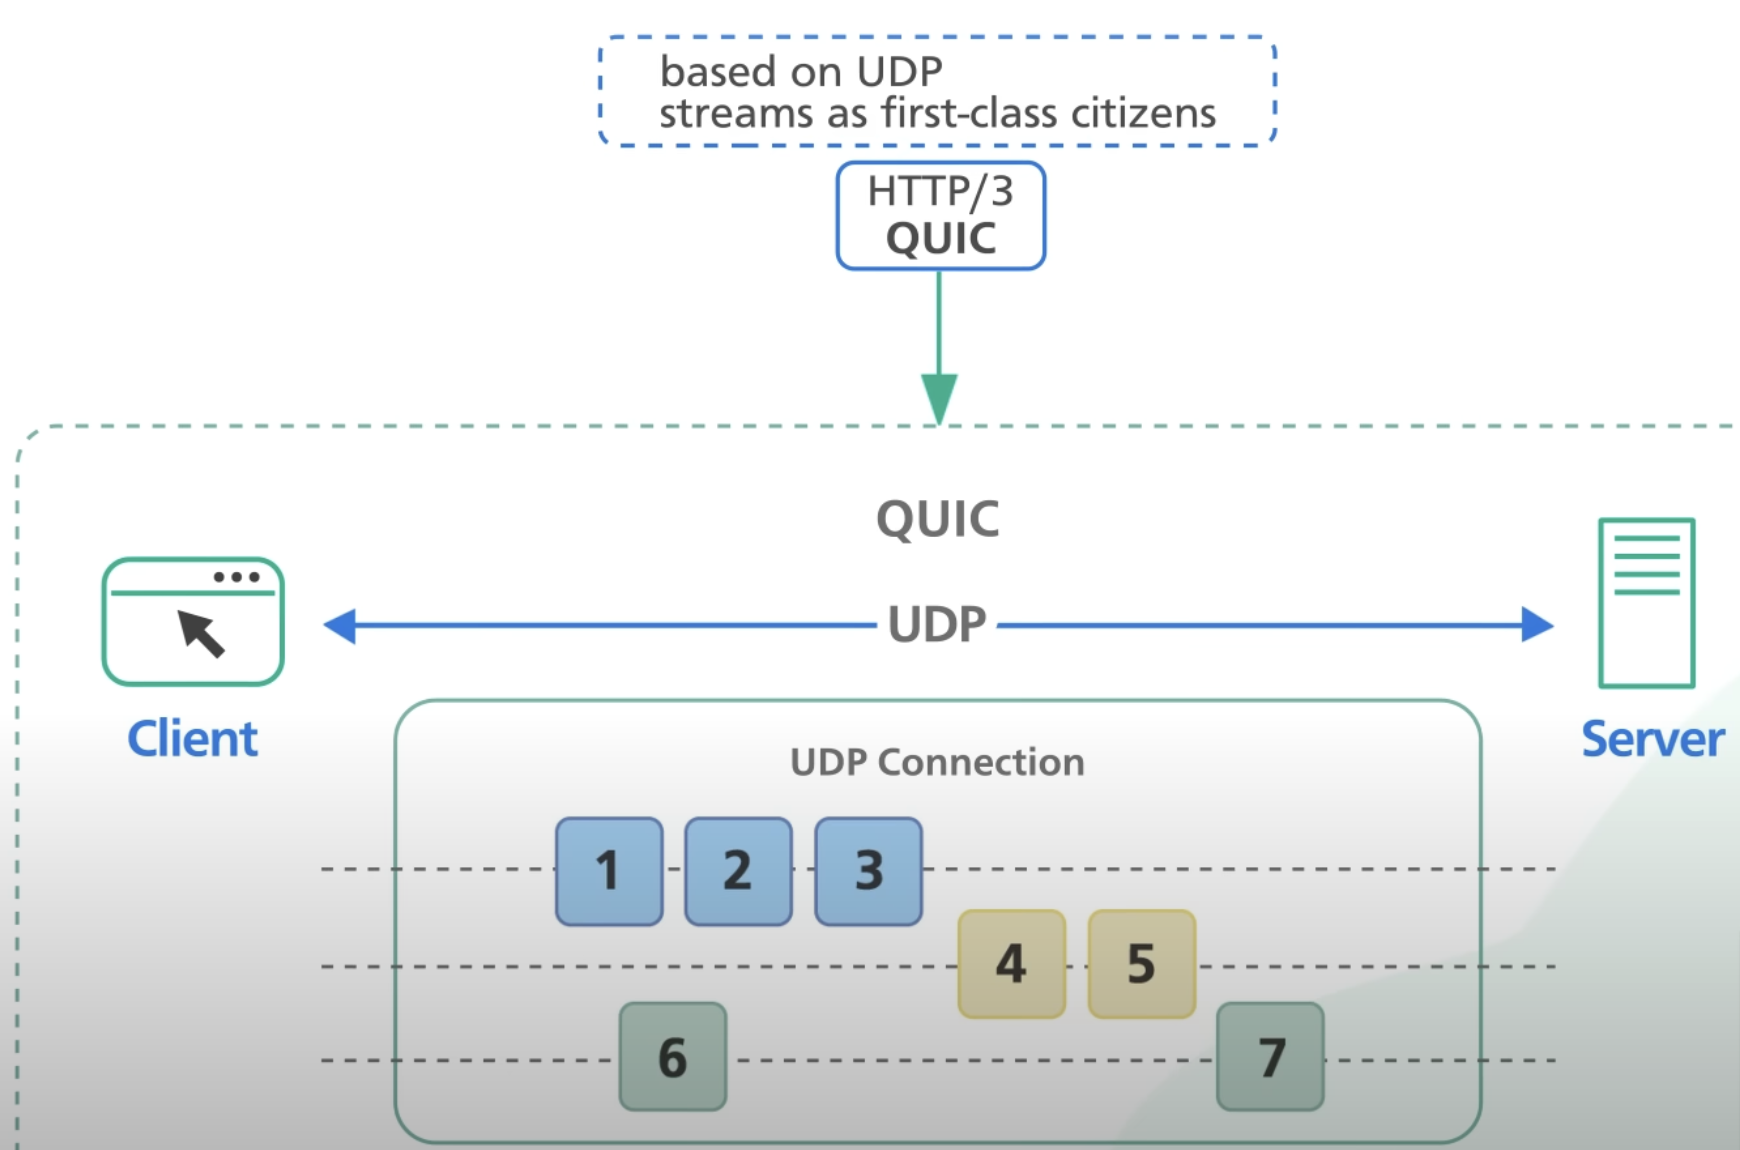 based on UDP
streams as first-class citizens
HTTP/3
QUIC
QUIC
UDP
Client
Server
UDP Connection
1 2 3
4 5
6 7